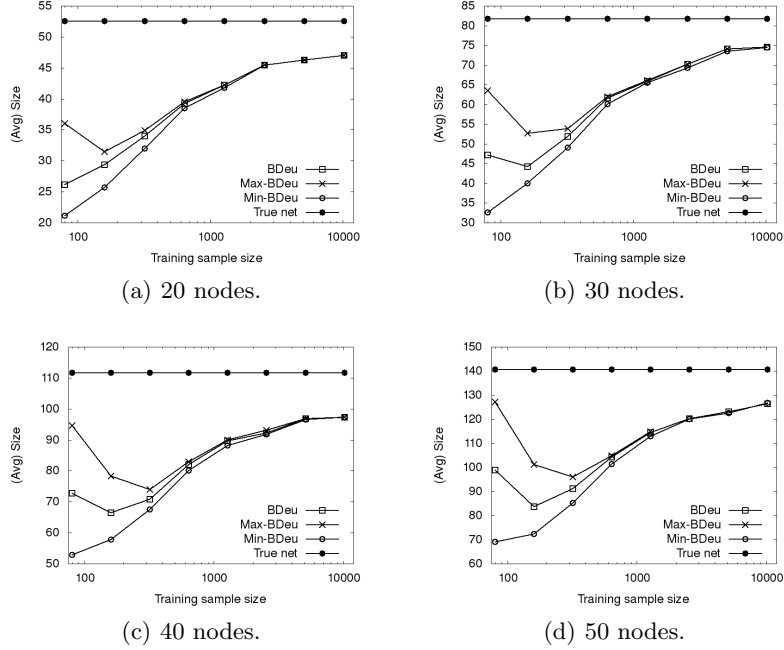 55
50
45
40
35
30
25
20
(Avg) Size
BDeu
Max-BDeu
Min-BDeu
True net
100 1000 10000
Training sample size
(a) 20 nodes.
85
80
75
70
65
60
55
50
45
40
35
30
(Avg) Size
BDeu
Max-BDeu
Min-BDeu
True net
100 1000 10000
Training sample size
(b) 30 nodes.
120
110
100
90
80
70
60
50
(Avg) Size
BDeu
Max-BDeu
Min-BDeu
True net
100 1000 10000
Training sample size
(c) 40 nodes.
150
140
130
120
110
100
90
80
70
60
(Avg) Size
BDeu
Max-BDeu
Min-BDeu
True net
100 1000 10000
Training sample size
(d) 50 nodes.